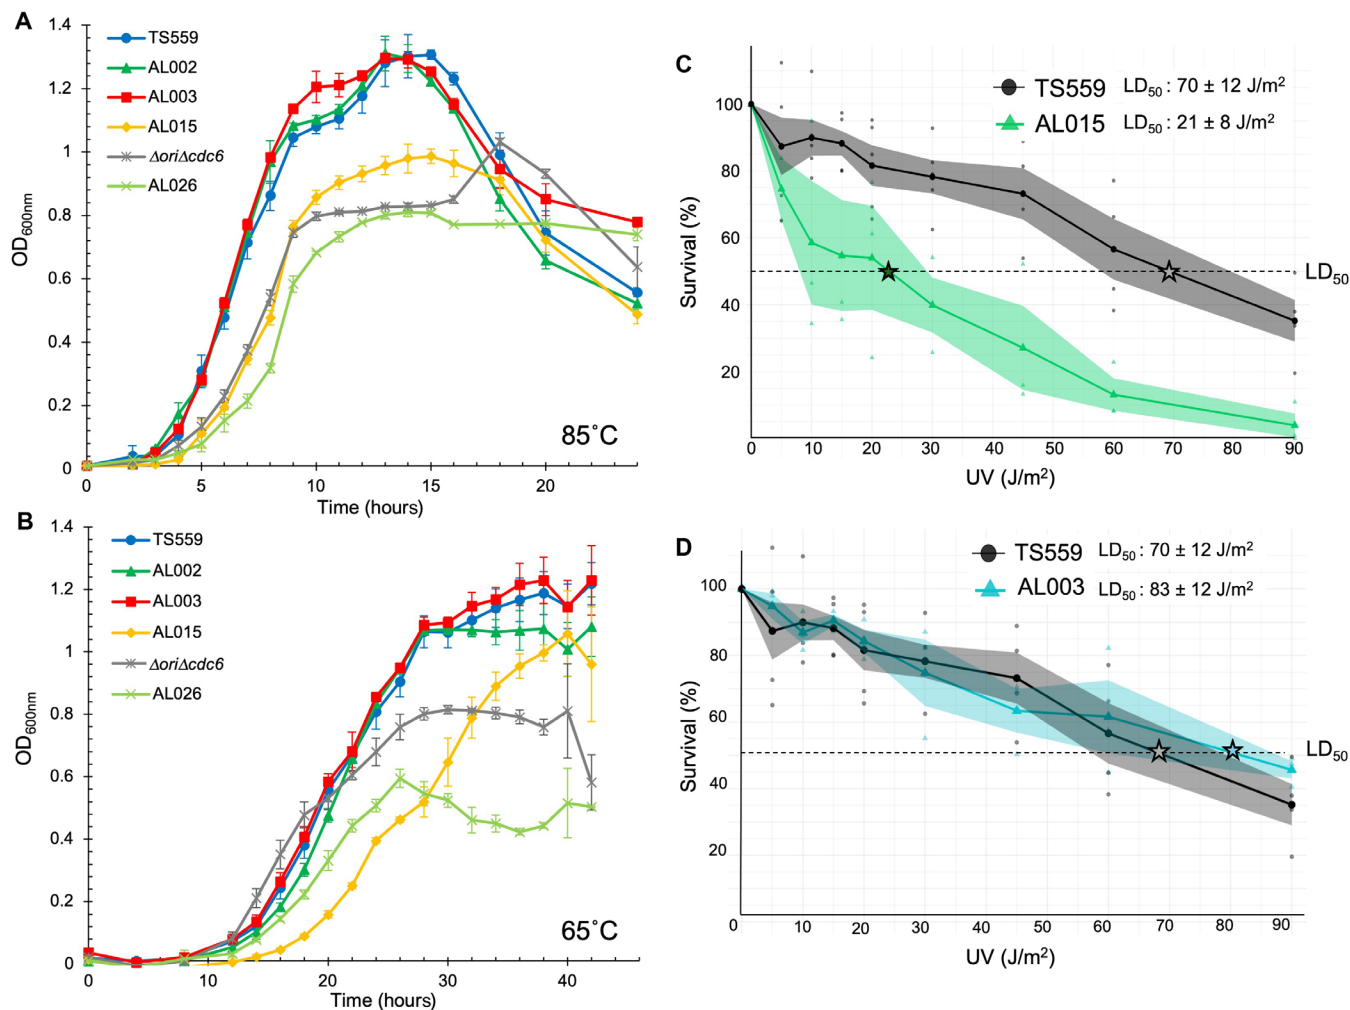 A
1.4
1.2
1
0.8
0.6
0.4
0.2
0
OD600nm
TS559
AL002
AL003
AL015
ΔoriΔcdc6
AL026
85˚C
0
5
10
15
20
Time (hours)
B
1.4
1.2
1
0.8
0.6
0.4
0.2
0
OD600nm
TS559
AL002
AL003
AL015
ΔoriΔcdc6
AL026
65˚C
0
10
20
30
40
Time (hours)
C
TS559 LD50 : 70 ± 12 J/m²
AL015 LD50 : 21 ± 8 J/m²
100
80
60
40
20
Survival (%)
LD50
0
10
20
30
40
50
60
70
80
90
UV (J/m²)
D
TS559 LD50 : 70 ± 12 J/m²
AL003 LD50 : 83 ± 12 J/m²
100
80
60
40
20
Survival (%)
LD50
0
10
20
30
40
50
60
70
80
90
UV (J/m²)